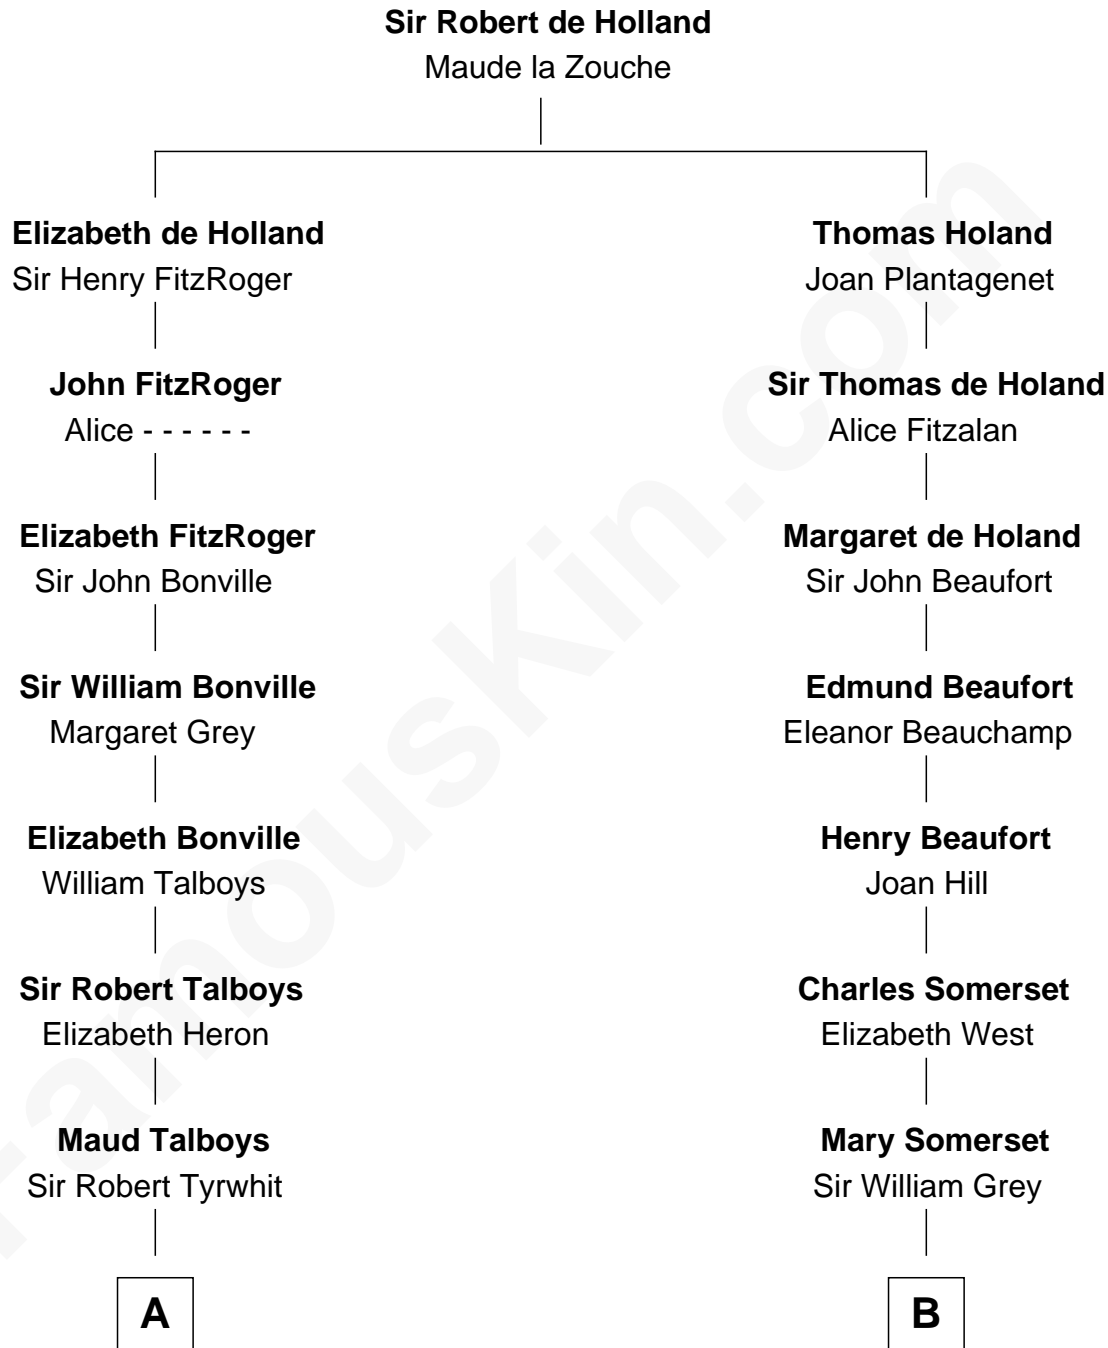 Sir Robert de Holland
Maude la Zouche
Elizabeth de Holland
Sir Henry FitzRoger
Thomas Holand
Joan Plantagenet
John FitzRoger
Alice - - - - - -
Sir Thomas de Holand
Alice Fitzalan
Elizabeth FitzRoger
Sir John Bonville
Margaret de Holand
Sir John Beaufort
Sir William Bonville
Margaret Grey
Edmund Beaufort
Eleanor Beauchamp
Elizabeth Bonville
William Talboys
Henry Beaufort
Joan Hill
Sir Robert Talboys
Elizabeth Heron
Charles Somerset
Elizabeth West
Maud Talboys
Sir Robert Tyrwhit
Mary Somerset
Sir William Grey
A
B
FamousKin.com